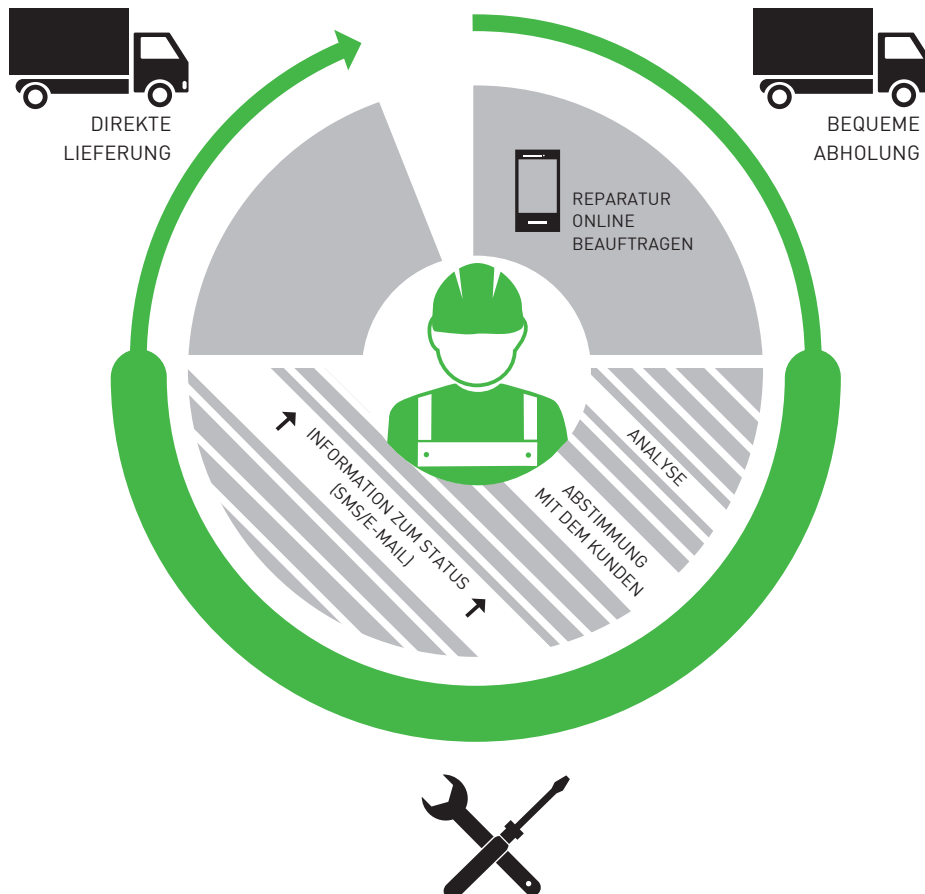 DIREKTE
LIEFERUNG
BEQUEME
ABHOLUNG
REPARATUR
ONLINE
BEAUFTRAGEN
ANALYSE
ABSTIMMUNG
MIT DEM KUNDEN
INFORMATION ZUM STATUS
(SMS/E-MAIL)